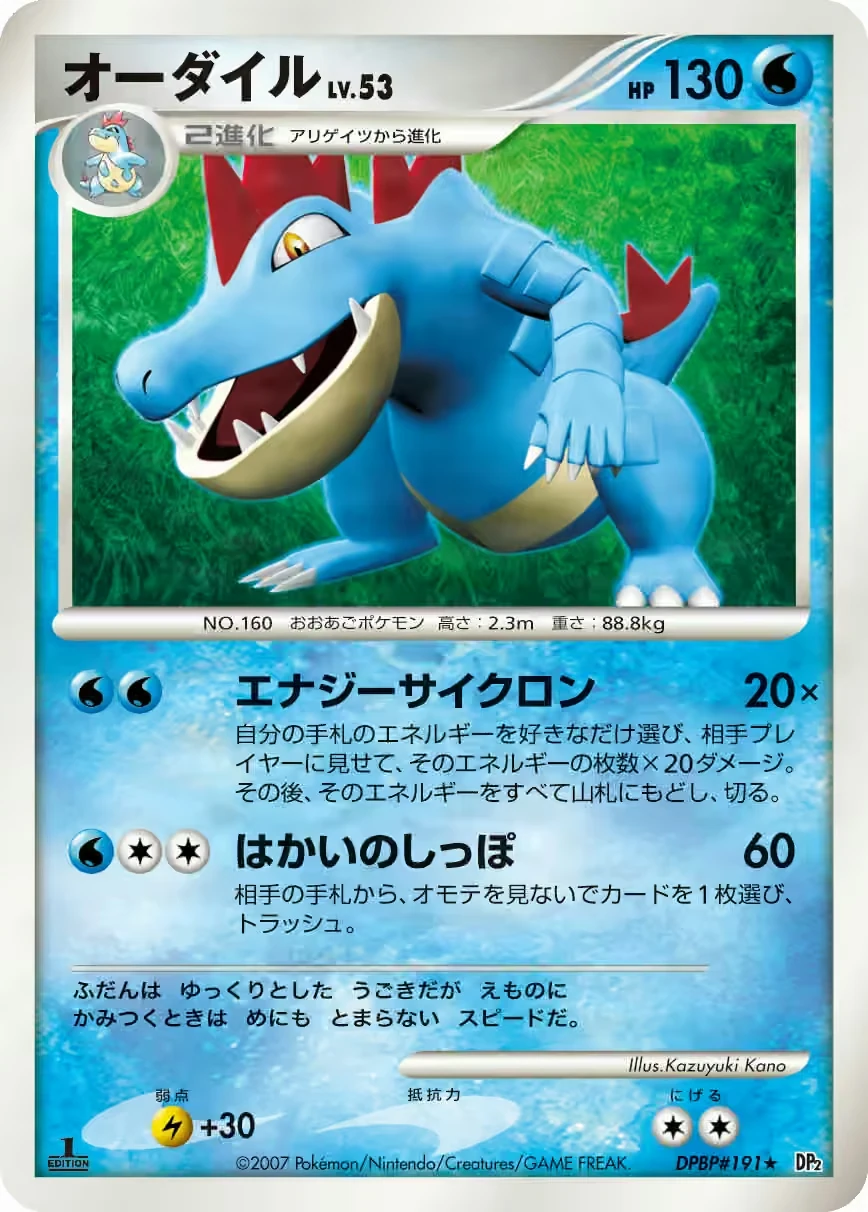 オーダイル LV.53 HP 130
2進化 アリゲイツから進化
NO.160 おおあごポケモン 高さ:2.3m 重さ:88.8kg
エナジーサイクロン 20×
自分の手札のエネルギーを好きなだけ選び、相手プレ
イヤーに見せて、そのエネルギーの枚数×20ダメージ。
その後、そのエネルギーをすべて山札にもどし、切る。
はかいのしっぽ 60
相手の手札から、オモテを見ないでカードを1枚選び、
トラッシュ。
ふだんは ゆっくりとした うごきだが えものに
かみつくときは めにも とまらない スピードだ。
Illus.Kazuyuki Kano
弱点 抵抗力 にげる
+30
1 EDITION
©2007 Pokémon/Nintendo/Creatures/GAME FREAK. DPBP#191★ DP2